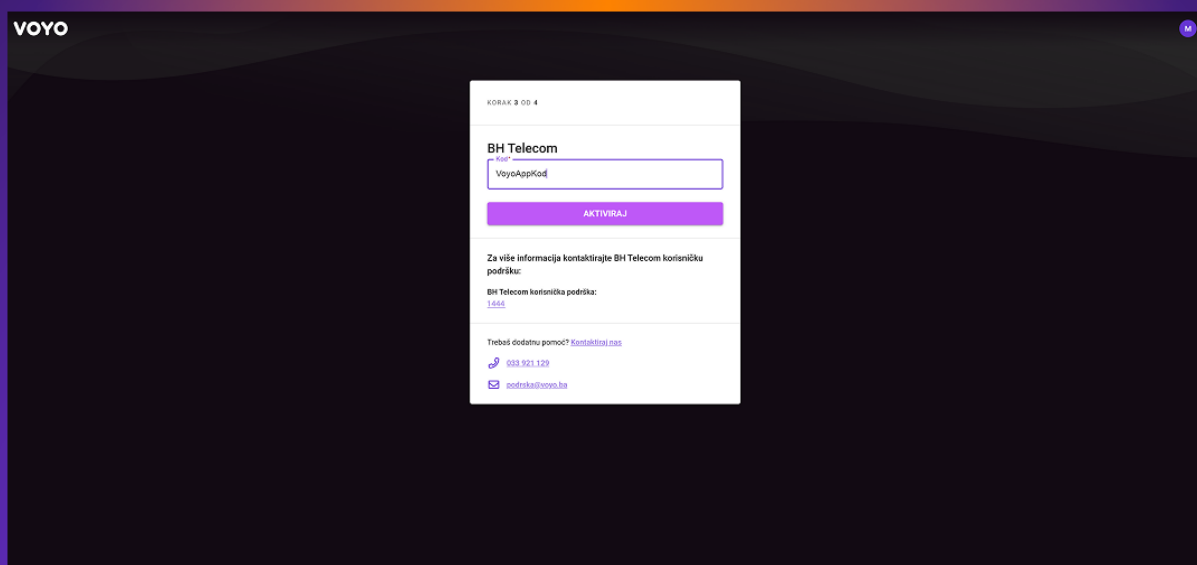 VOYO
M
KORAK 3 OD 4
BH Telecom
Kod*
VoyoAppKod
AKTIVIRAJ
Za više informacija kontaktirajte BH Telecom korisničku
podršku:
BH Telecom korisnička podrška:
1444
Trebaš dodatnu pomoć? Kontaktiraj nas
033 921 129
podrska@voyo.ba